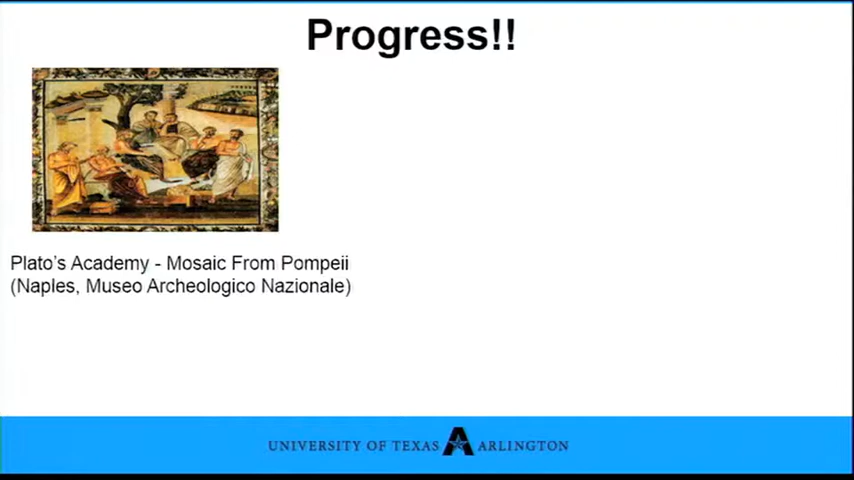 Progress!!
Plato's Academy - Mosaic From Pompeii
(Naples, Museo Archeologico Nazionale)
UNIVERSITY OF TEXAS A ARLINGTON